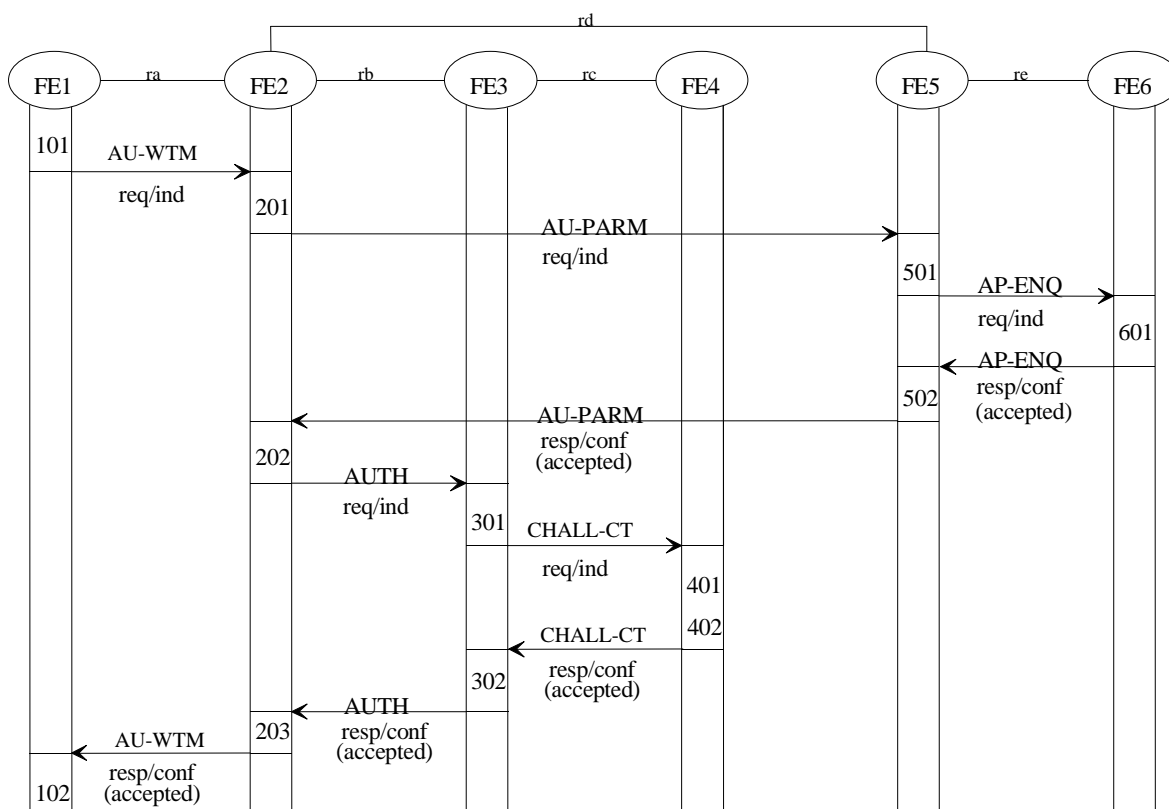 rd
FE1 ra FE2 rb FE3 rc FE4 FE5 re FE6
101
AU-WTM
req/ind
201
AU-PARM
req/ind
501
AP-ENQ
req/ind
601
AP-ENQ
resp/conf
(accepted)
502
AU-PARM
resp/conf
(accepted)
202
AUTH
req/ind
301
CHALL-CT
req/ind
401
402
CHALL-CT
resp/conf
(accepted)
302
AUTH
resp/conf
(accepted)
203
AU-WTM
resp/conf
(accepted)
102